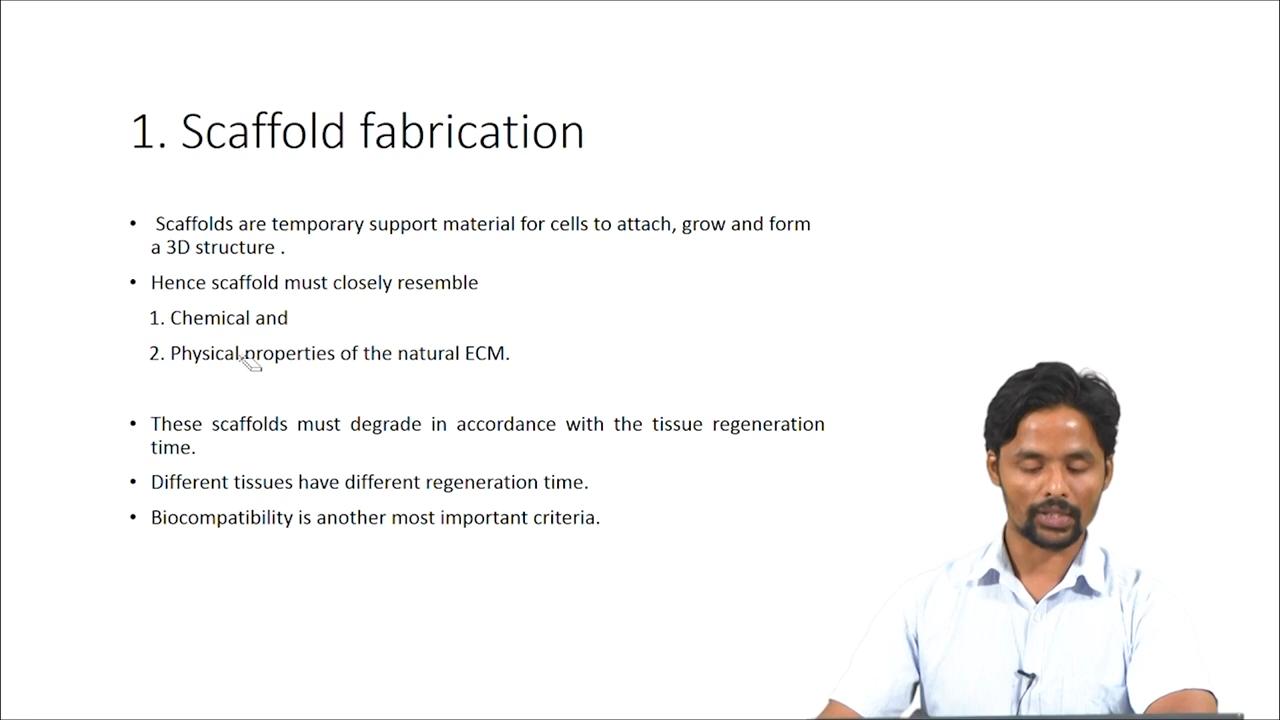 1. Scaffold fabrication
• Scaffolds are temporary support material for cells to attach, grow and form
a 3D structure .
• Hence scaffold must closely resemble
1. Chemical and
2. Physical properties of the natural ECM.
• These scaffolds must degrade in accordance with the tissue regeneration
time.
• Different tissues have different regeneration time.
• Biocompatibility is another most important criteria.